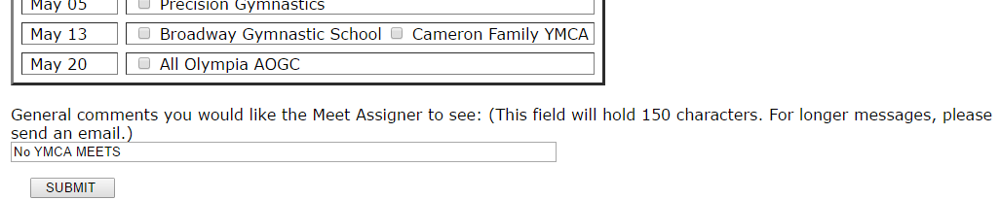 May 05 Precision Gymnastics
May 13 Broadway Gymnastic School Cameron Family YMCA
May 20 All Olympia AOGC
General comments you would like the Meet Assigner to see: (This field will hold 150 characters. For longer messages, please
send an email.)
No YMCA MEETS
SUBMIT